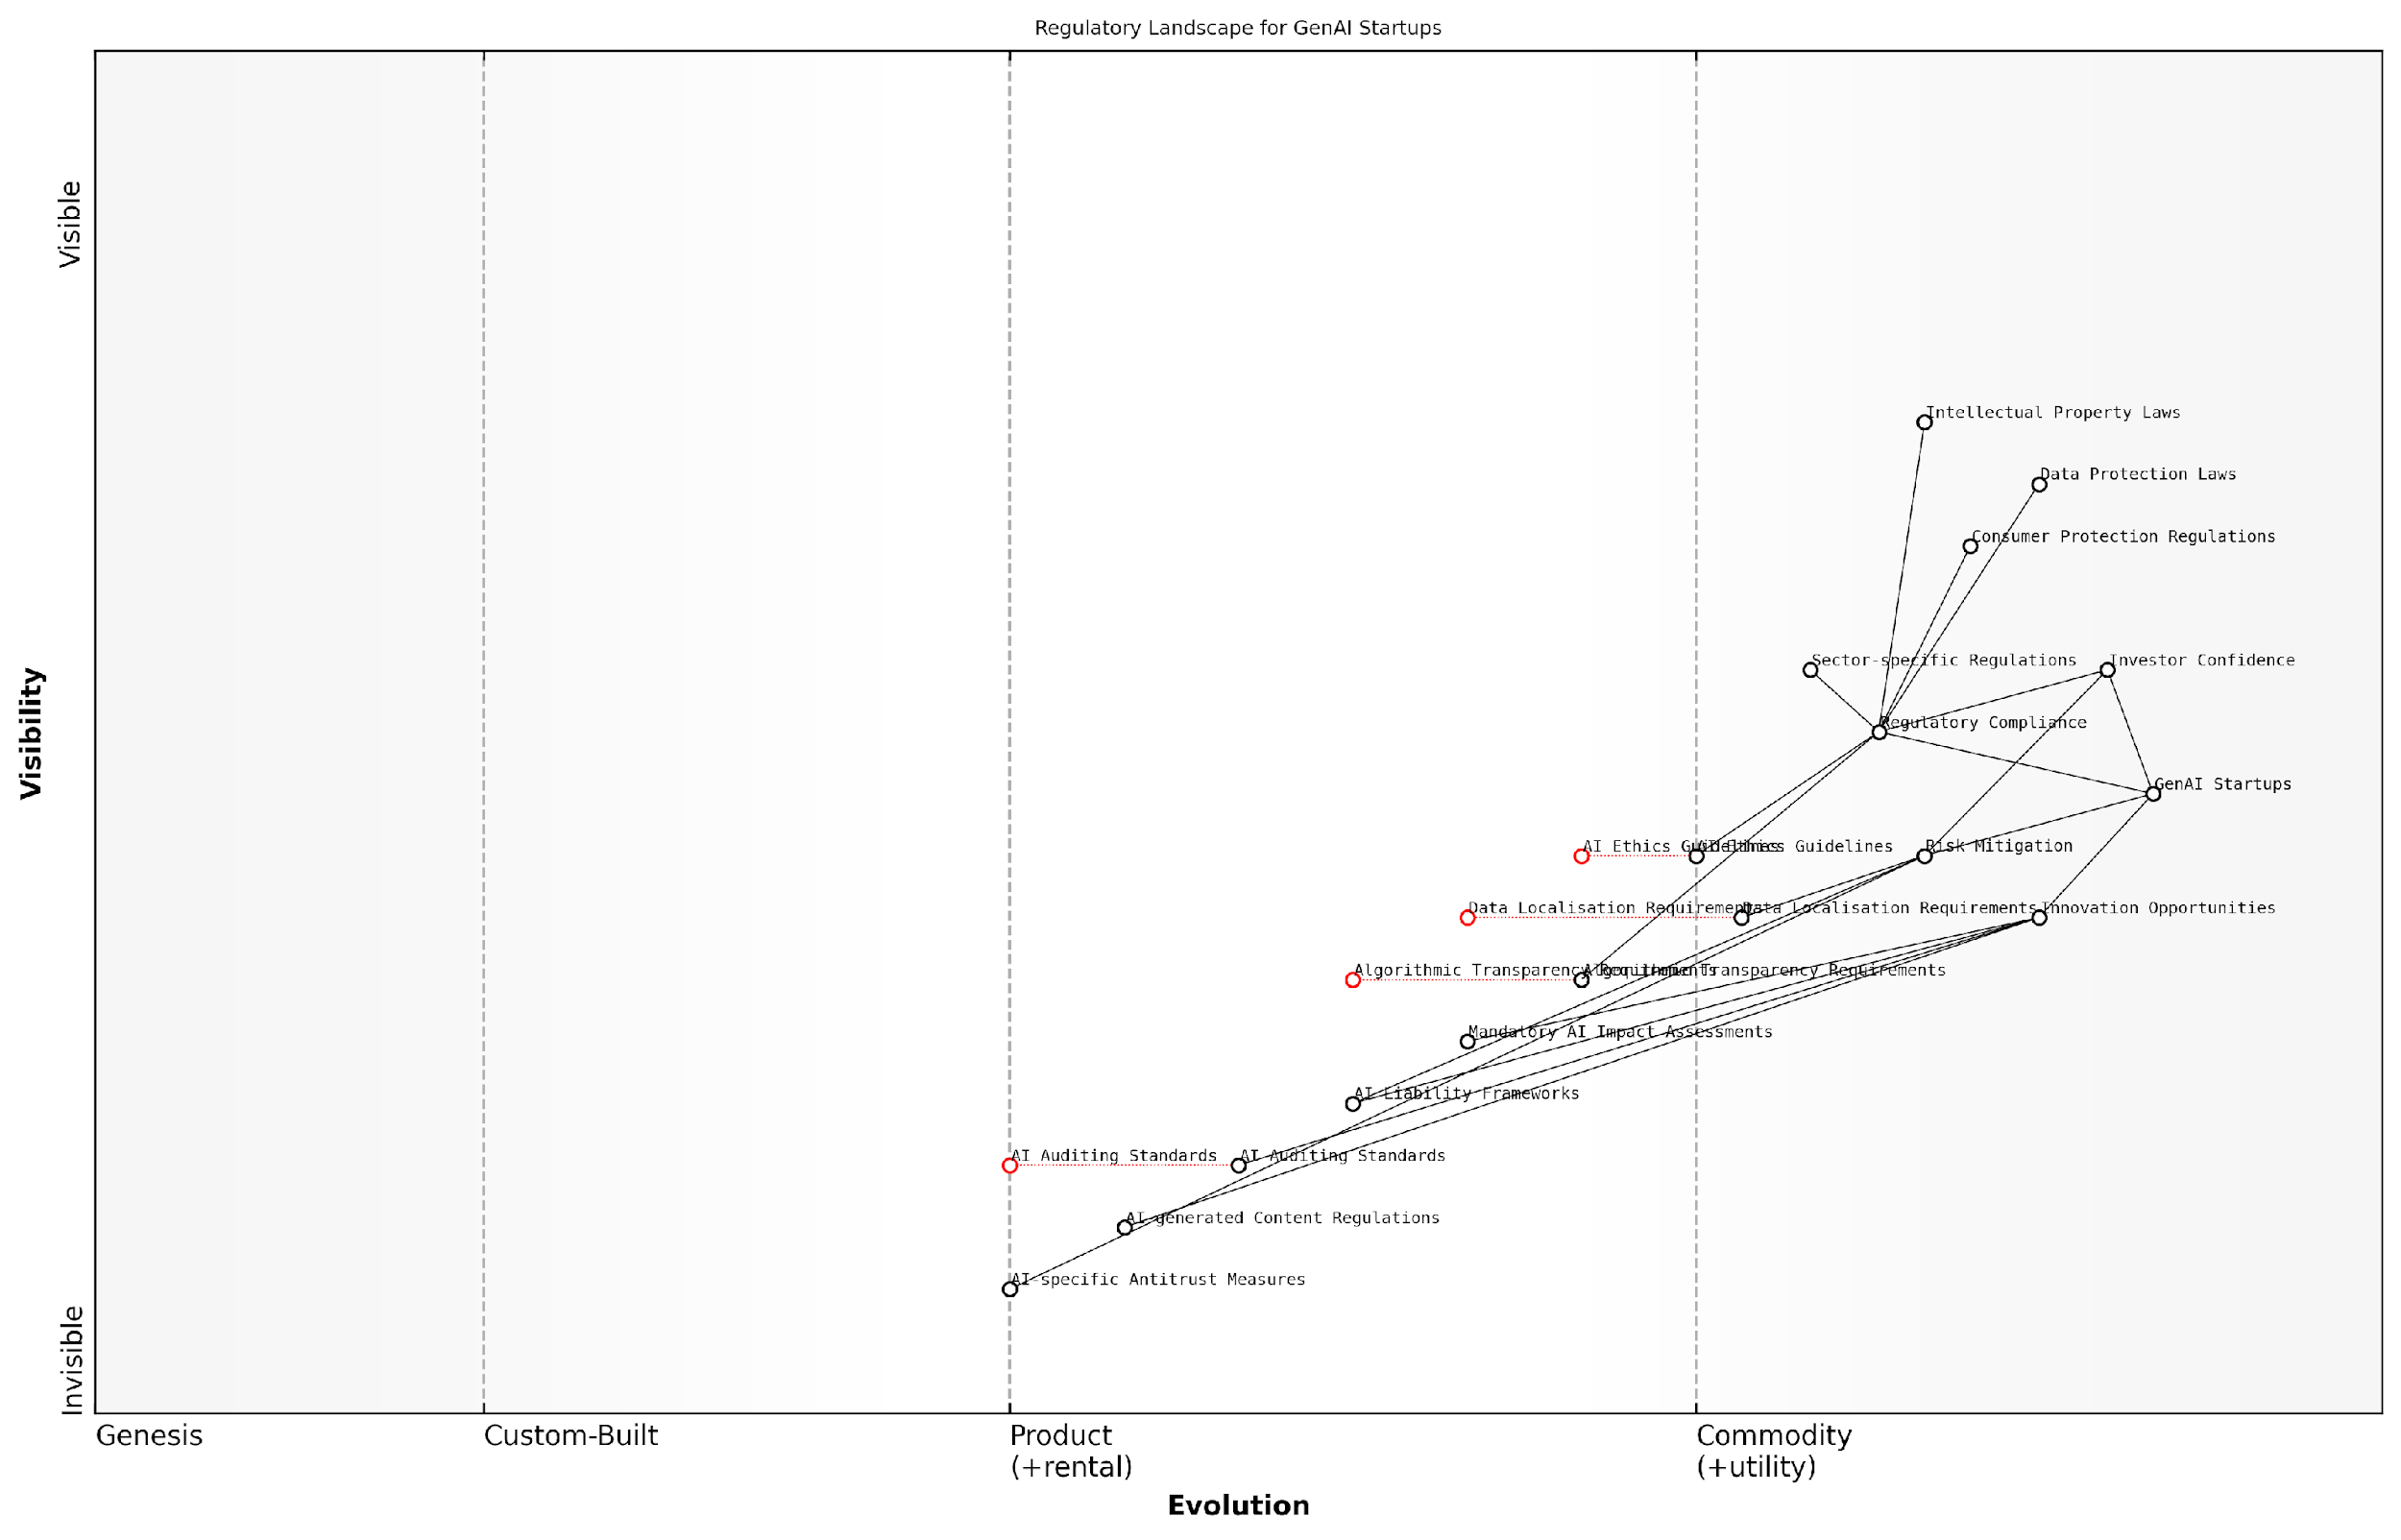 Regulatory Landscape for GenAI Startups
Visible
Intellectual Property Laws
Data Protection Laws
Consumer Protection Regulations
Sector-specific Regulations
Investor Confidence
Regulatory Compliance
GenAI Startups
AI Ethics Guidelines
AI Ethics Guidelines
Risk Mitigation
Data Localisation Requirements
Data Localisation Requirements
Innovation Opportunities
Algorithmic Transparency Requirements
Algorithmic Transparency Requirements
Mandatory AI Impact Assessments
AI Liability Frameworks
AI Auditing Standards
AI Auditing Standards
AI-generated Content Regulations
AI-specific Antitrust Measures
Visibility
Invisible
Genesis
Custom-Built
Product
(+rental)
Commodity
(+utility)
Evolution